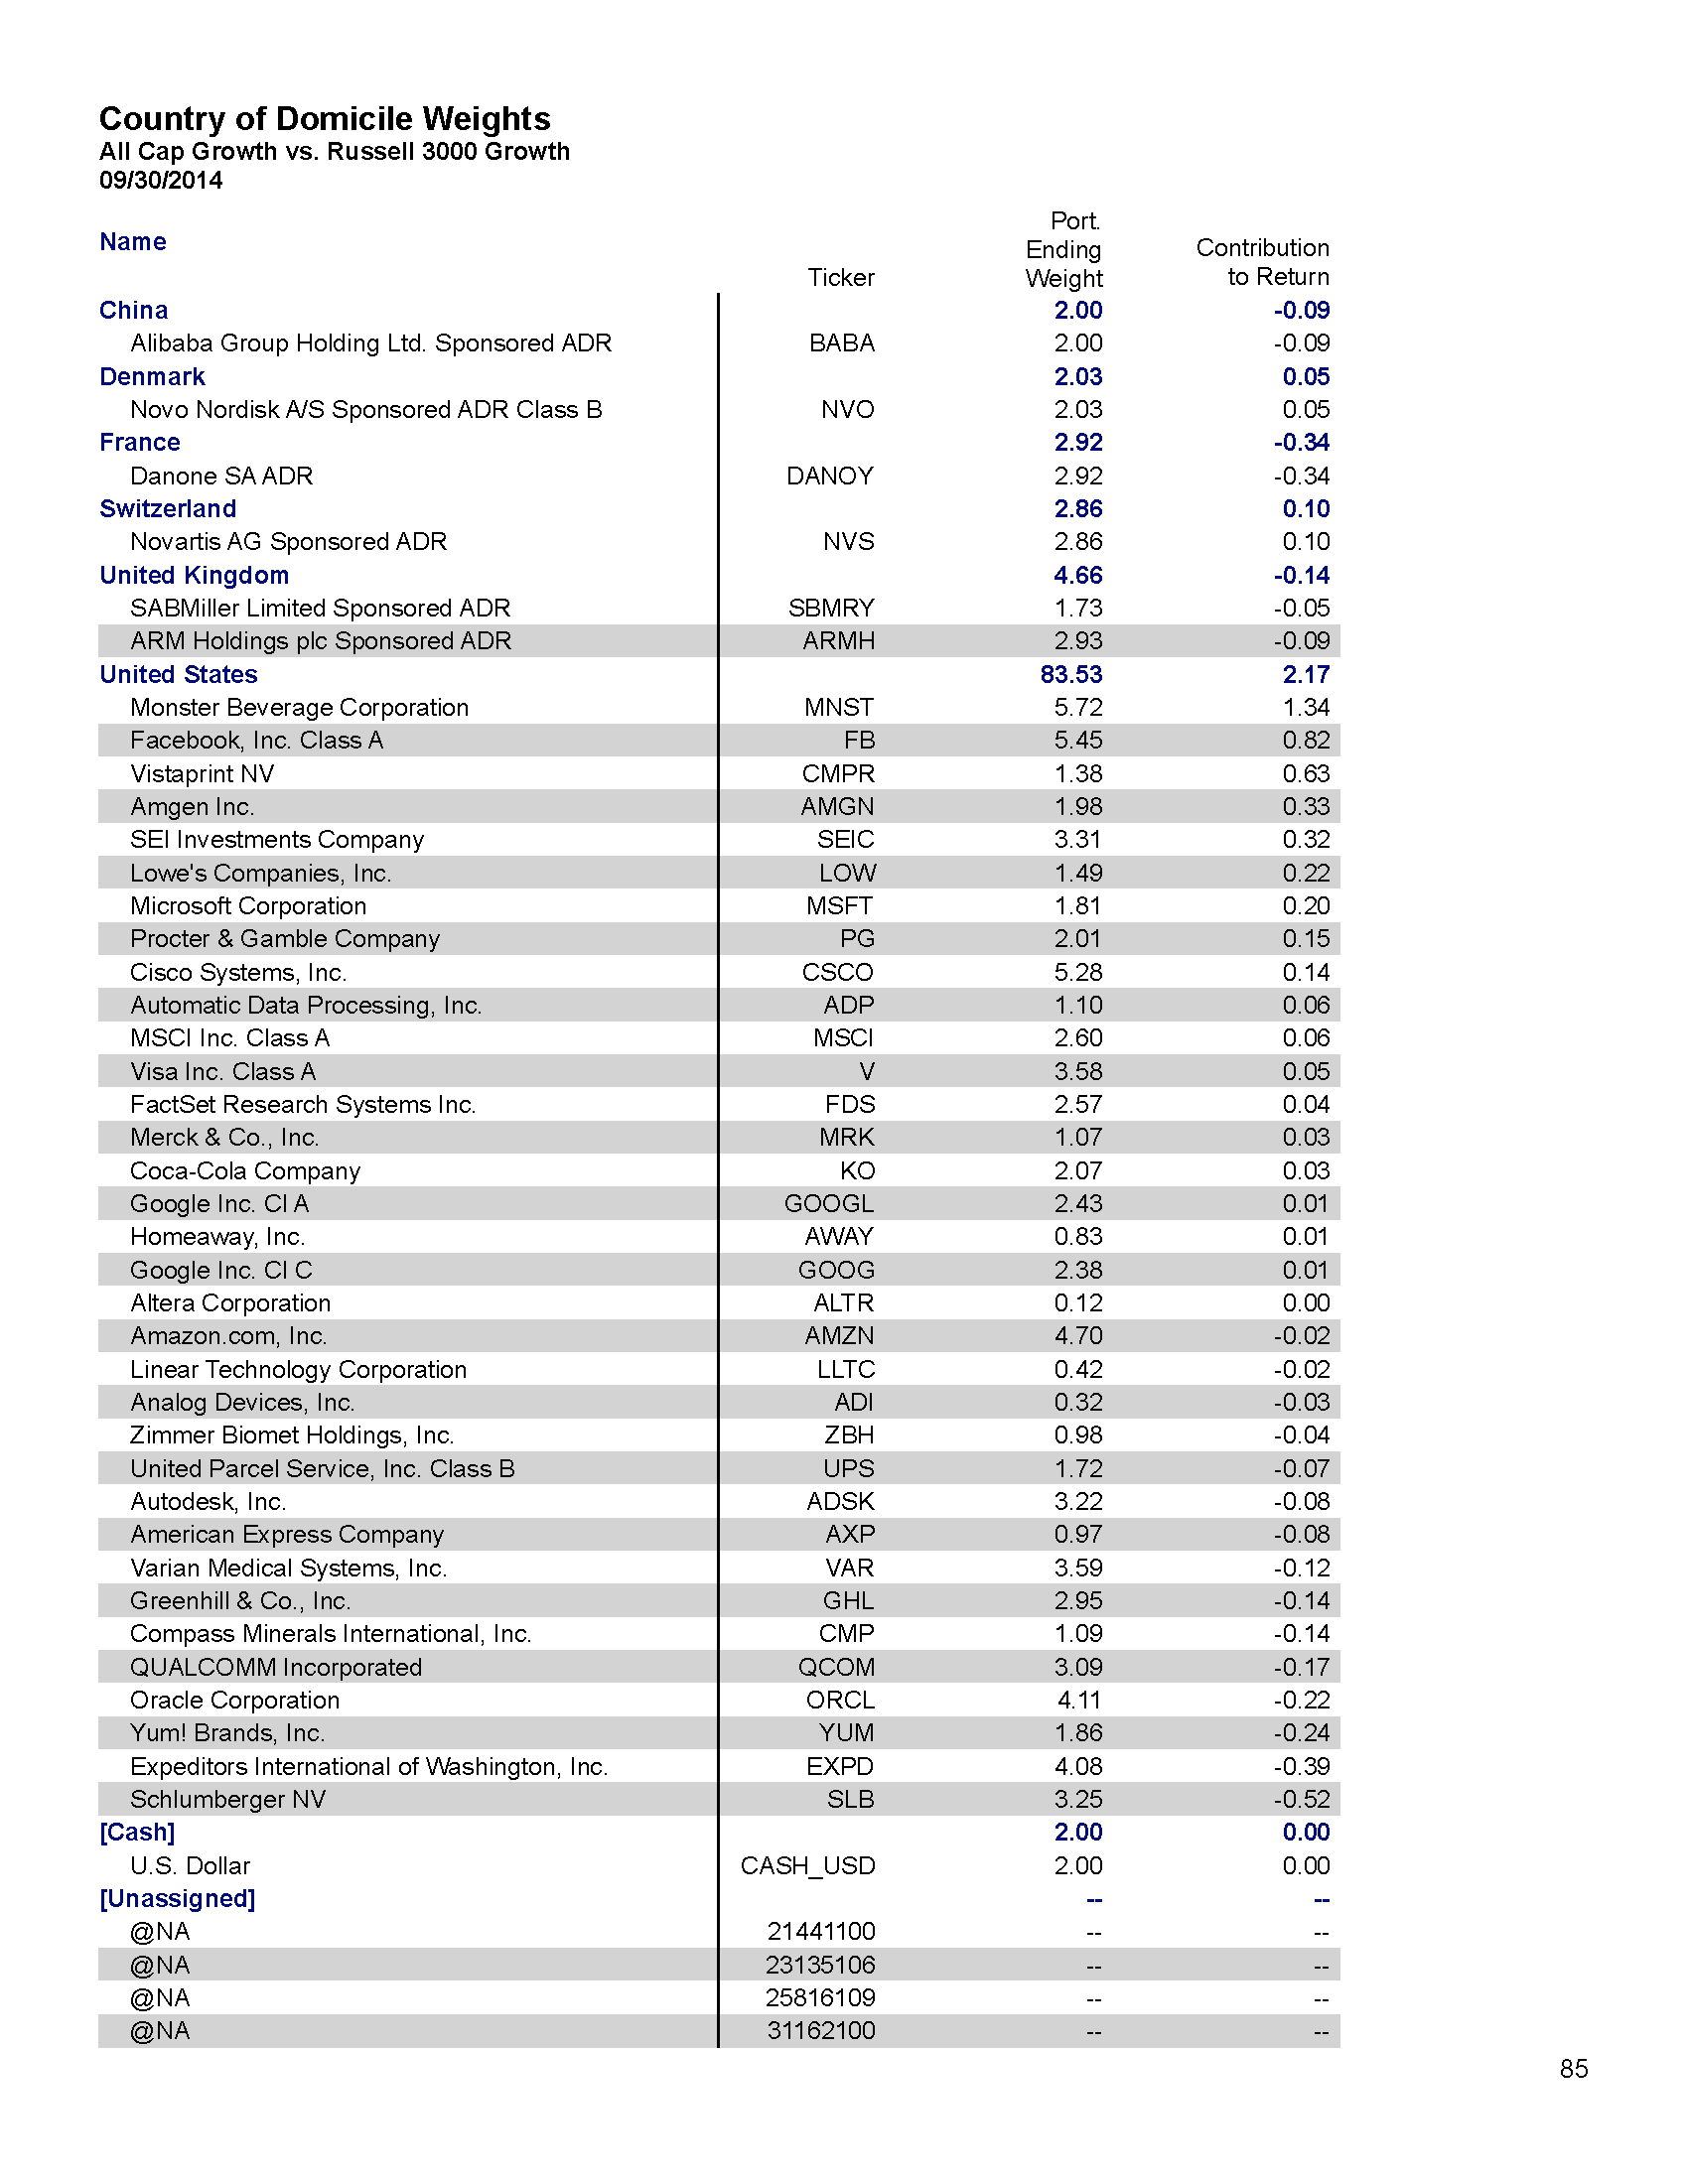 Country of Domicile Weights
All Cap Growth vs. Russell 3000 Growth
09/30/2014
Name Ticker Port. Ending Weight Contribution to Return
China 2.00 -0.09
Alibaba Group Holding Ltd. Sponsored ADR BABA 2.00 -0.09
Denmark 2.03 0.05
Novo Nordisk A/S Sponsored ADR Class B NVO 2.03 0.05
France 2.92 -0.34
Danone SA ADR DANOY 2.92 -0.34
Switzerland 2.86 0.10
Novartis AG Sponsored ADR NVS 2.86 0.10
United Kingdom 4.66 -0.14
SABMiller Limited Sponsored ADR SBMRY 1.73 -0.05
ARM Holdings plc Sponsored ADR ARMH 2.93 -0.09
United States 83.53 2.17
Monster Beverage Corporation MNST 5.72 1.34
Facebook, Inc. Class A FB 5.45 0.82
Vistaprint NV CMPR 1.38 0.63
Amgen Inc. AMGN 1.98 0.33
SEI Investments Company SEIC 3.31 0.32
Lowe's Companies, Inc. LOW 1.49 0.22
Microsoft Corporation MSFT 1.81 0.20
Procter & Gamble Company PG 2.01 0.15
Cisco Systems, Inc. CSCO 5.28 0.14
Automatic Data Processing, Inc. ADP 1.10 0.06
MSCI Inc. Class A MSCI 2.60 0.06
Visa Inc. Class A V 3.58 0.05
FactSet Research Systems Inc. FDS 2.57 0.04
Merck & Co., Inc. MRK 1.07 0.03
Coca-Cola Company KO 2.07 0.03
Google Inc. Cl A GOOGL 2.43 0.01
Homeaway, Inc. AWAY 0.83 0.01
Google Inc. Cl C GOOG 2.38 0.01
Altera Corporation ALTR 0.12 0.00
Amazon.com, Inc. AMZN 4.70 -0.02
Linear Technology Corporation LLTC 0.42 -0.02
Analog Devices, Inc. ADI 0.32 -0.03
Zimmer Biomet Holdings, Inc. ZBH 0.98 -0.04
United Parcel Service, Inc. Class B UPS 1.72 -0.07
Autodesk, Inc. ADSK 3.22 -0.08
American Express Company AXP 0.97 -0.08
Varian Medical Systems, Inc. VAR 3.59 -0.12
Greenhill & Co., Inc. GHL 2.95 -0.14
Compass Minerals International, Inc. CMP 1.09 -0.14
QUALCOMM Incorporated QCOM 3.09 -0.17
Oracle Corporation ORCL 4.11 -0.22
Yum! Brands, Inc. YUM 1.86 -0.24
Expeditors International of Washington, Inc. EXPD 4.08 -0.39
Schlumberger NV SLB 3.25 -0.52
[Cash] 2.00 0.00
U.S. Dollar CASH_USD 2.00 0.00
[Unassigned] -- --
@NA 21441100 -- --
@NA 23135106 -- --
@NA 25816109 -- --
@NA 31162100 -- --
85